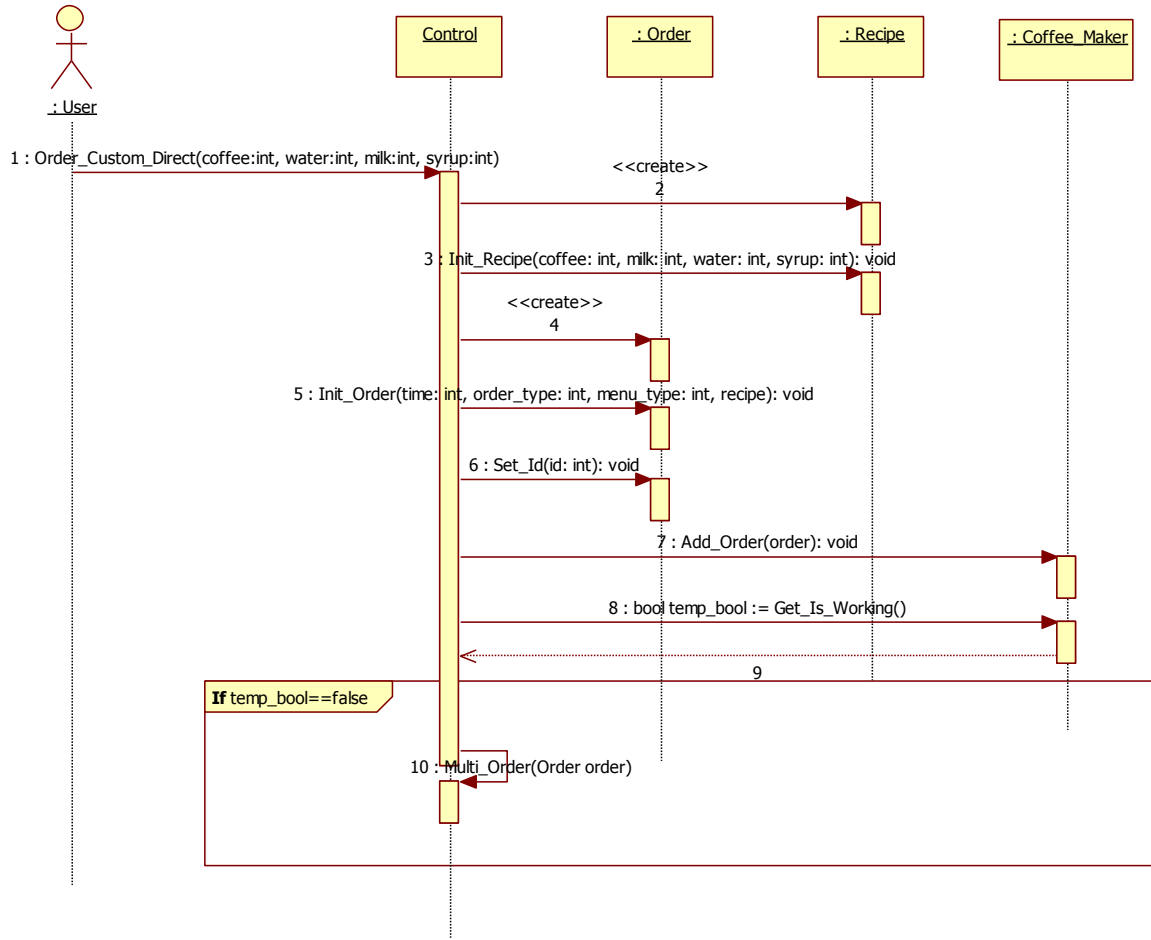 Control
: Order
: Recipe
: Coffee_Maker
: User
1 : Order_Custom_Direct(coffee:int, water:int, milk:int, syrup:int)
<<create>>
2
3 : Init_Recipe(coffee: int, milk: int, water: int, syrup: int): void
<<create>>
4
5 : Init_Order(time: int, order_type: int, menu_type: int, recipe): void
6 : Set_Id(id: int): void
7 : Add_Order(order): void
8 : bool temp_bool := Get_Is_Working()
9
If temp_bool==false
10 : Multi_Order(Order order)